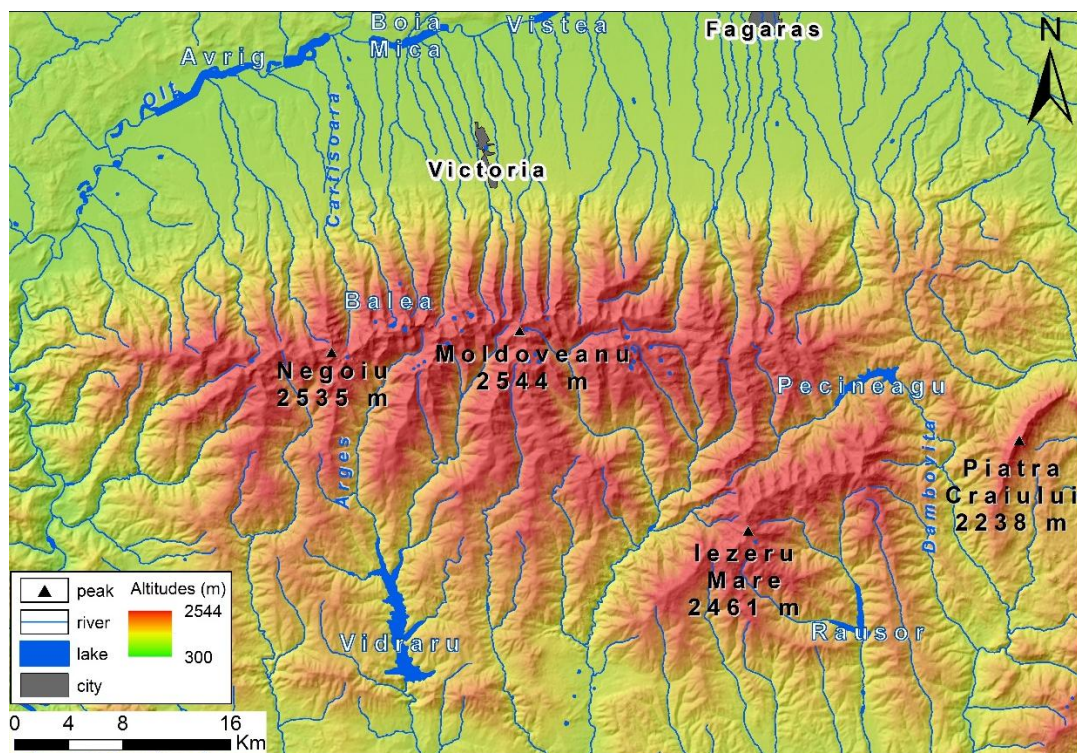 Boia
Mica
Vistea
Fagaras
N
Avrig
Olt
Cartisoara
Victoria
Balea
Moldoveanu
2544 m
Negoiu
2535 m
Pecineagu
Arges
Dambovita
Piatra
Craiului
2238 m
Iezeru
Mare
2461 m
Rausor
Vidraru
peak
river
lake
city
Altitudes (m)
2544
300
0 4 8 16
Km